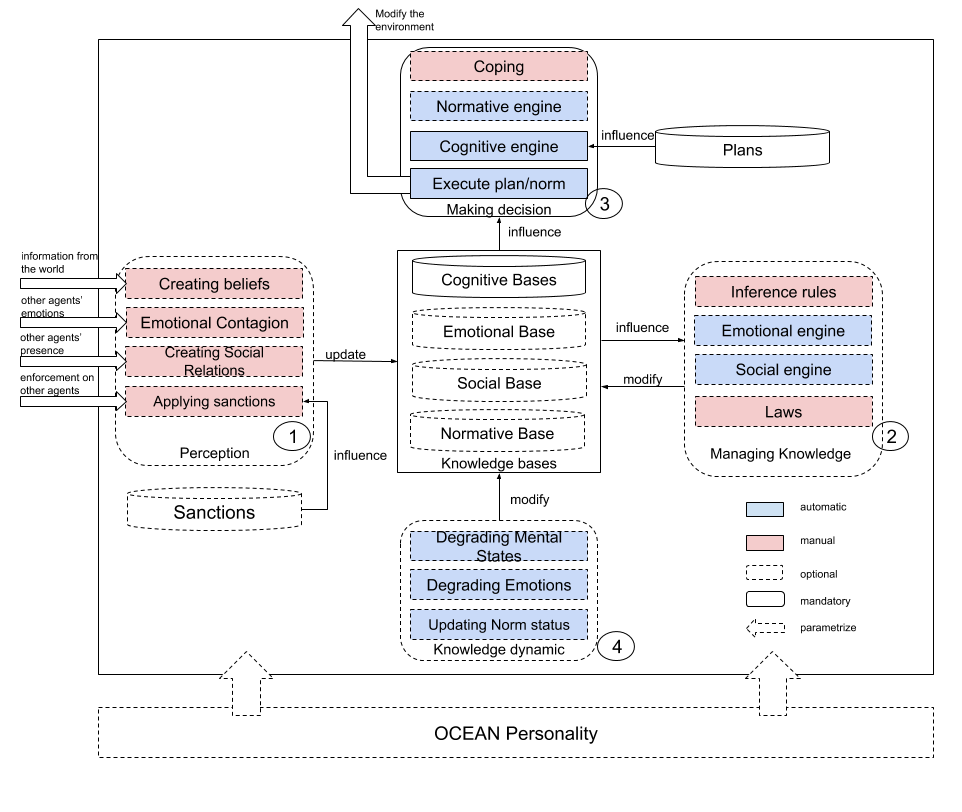 Modify the
environment
Coping
Normative engine
Cognitive engine
Execute plan/norm
Making decision
3
influence
Plans
influence
information from
the world
other agents'
emotions
other agents'
presence
enforcement on
other agents
Creating beliefs
Emotional Contagion
Creating Social
Relations
Applying sanctions
1
Perception
update
influence
Sanctions
Cognitive Bases
Emotional Base
Social Base
Normative Base
Knowledge bases
influence
modify
Inference rules
Emotional engine
Social engine
Laws
2
Managing Knowledge
modify
Degrading Mental
States
Degrading Emotions
Updating Norm status
Knowledge dynamic
4
automatic
manual
optional
mandatory
parametrize
OCEAN Personality